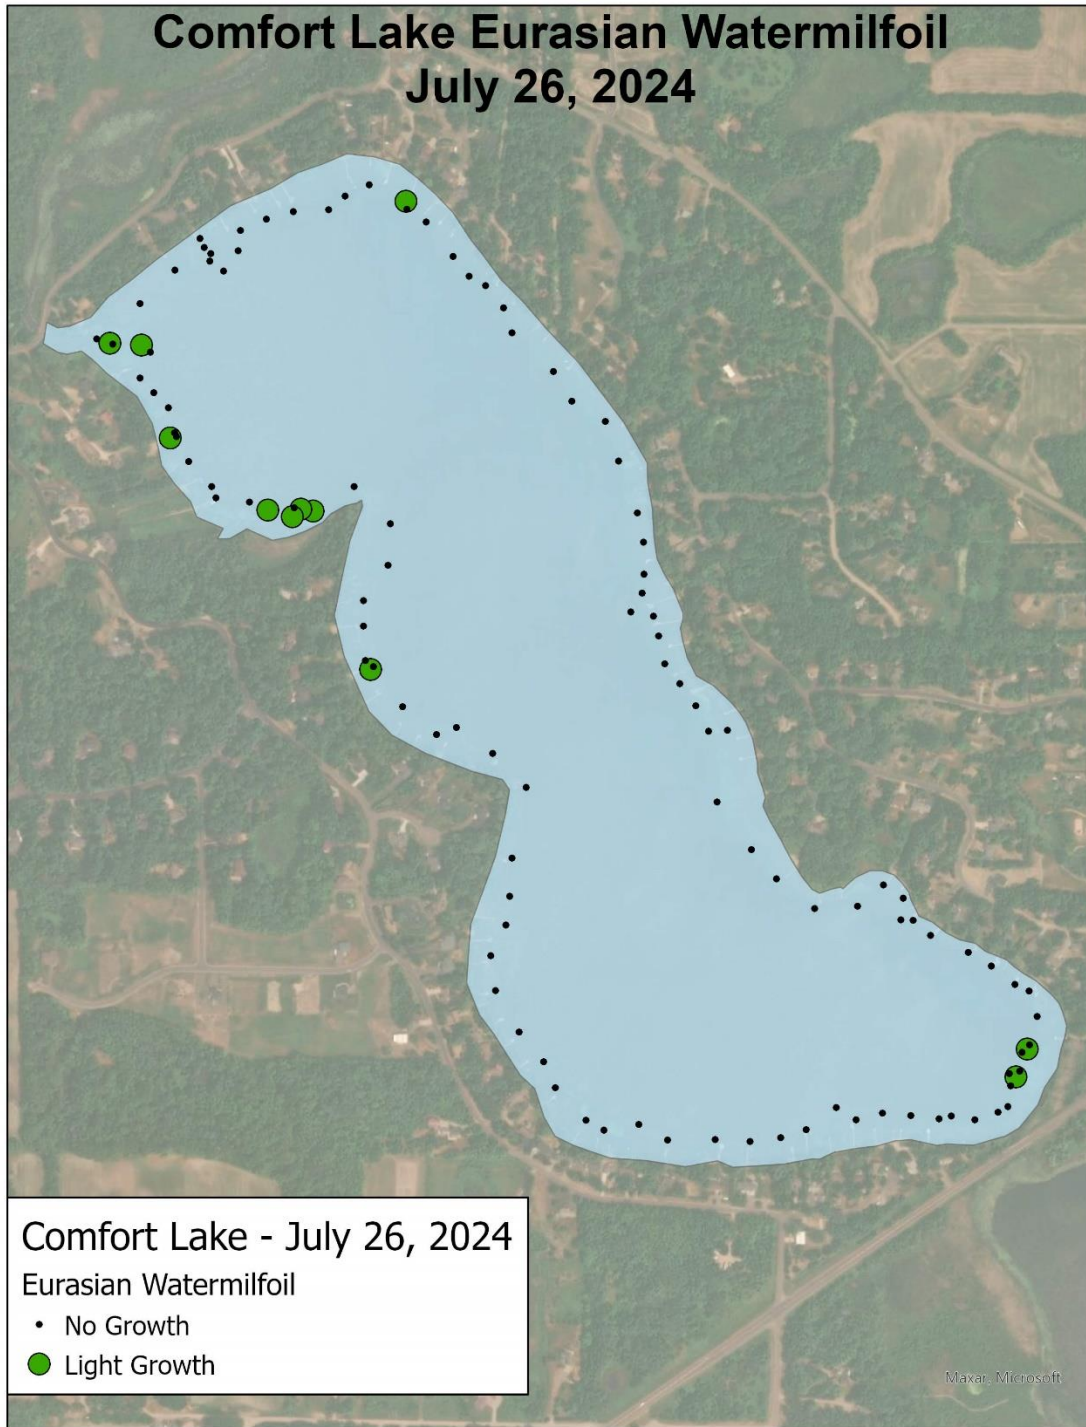 Comfort Lake Eurasian Watermilfoil
July 26, 2024
Comfort Lake - July 26, 2024
Eurasian Watermilfoil
No Growth
Light Growth
Maxar, Microsoft